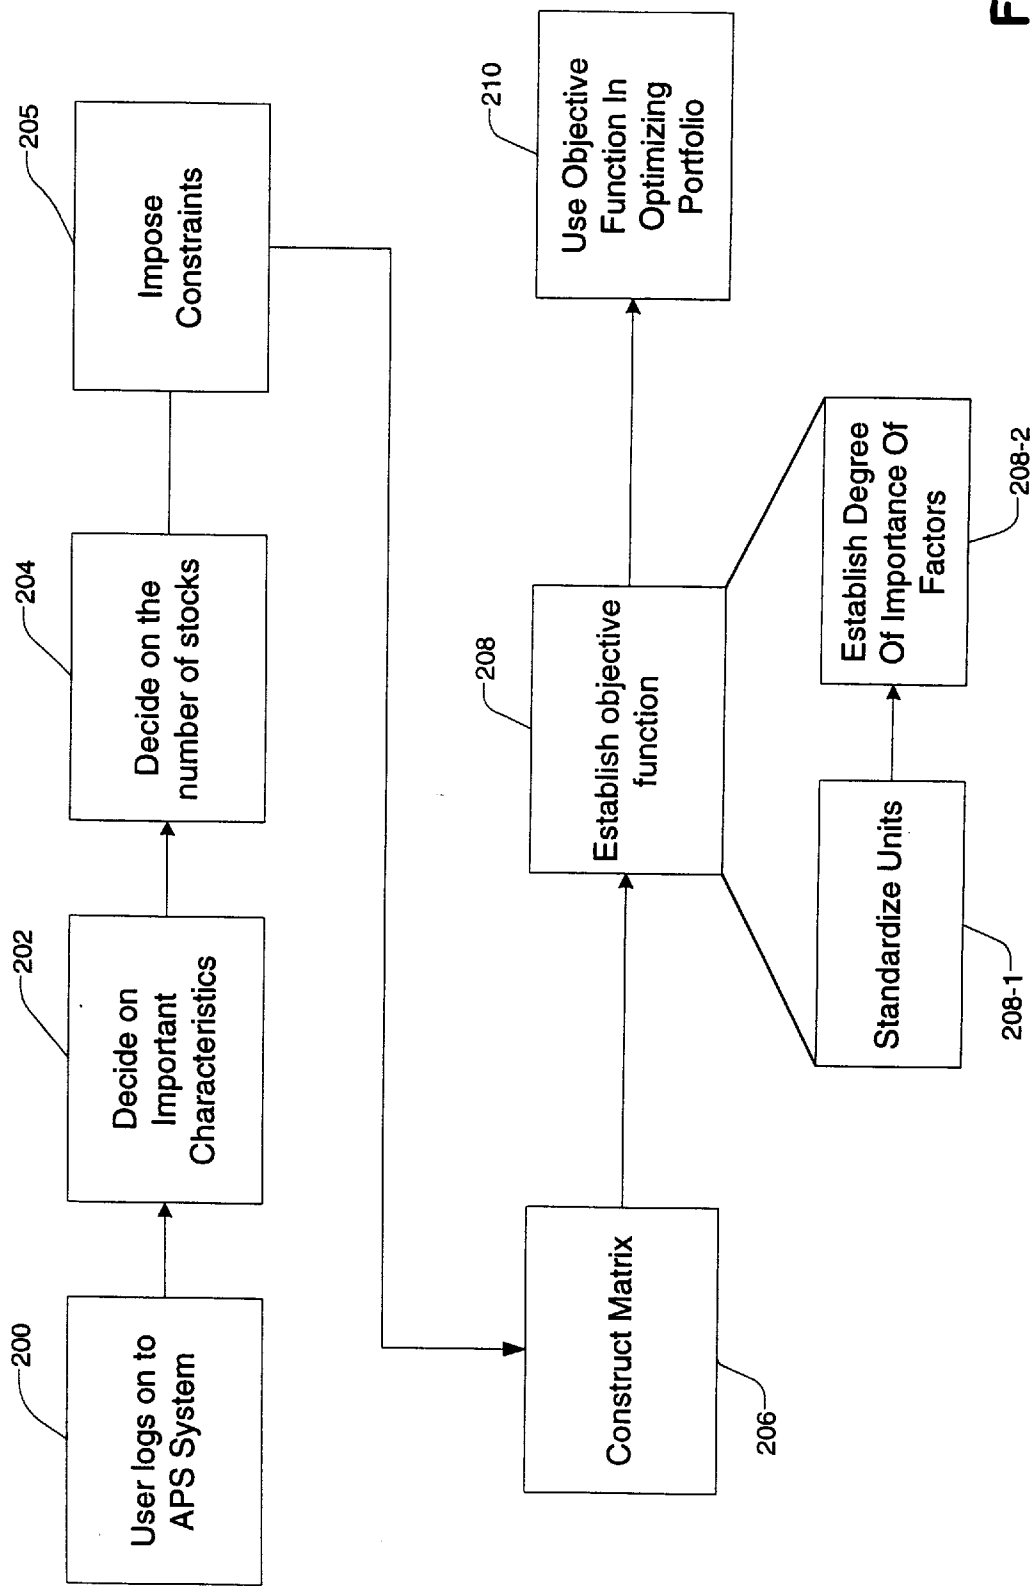 200
User logs on to
APS System
202
Decide on
Important
Characteristics
204
Decide on the
number of stocks
205
Impose
Constraints
206
Construct Matrix
208
Establish objective
function
210
Use Objective
Function In
Optimizing
Portfolio
208-1
Standardize Units
208-2
Establish Degree
Of Importance Of
Factors
F